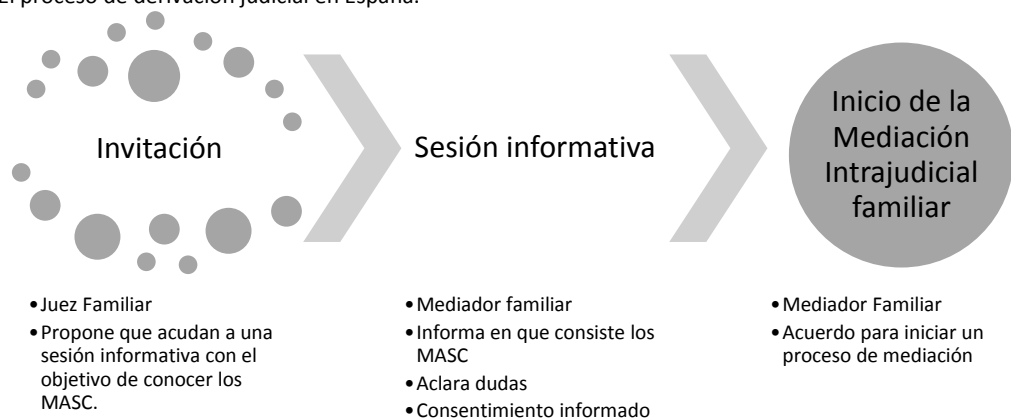 El proceso de derivación judicial en España.
Invitación
Sesión informativa
Inicio de la
Mediación
Intrajudicial
familiar
•Juez Familiar
•Propone que acudan a una
sesión informativa con el
objetivo de conocer los
MASC.
•Mediador familiar
•Informa en que consiste los
MASC
•Aclara dudas
•Consentimiento informado
•Mediador Familiar
•Acuerdo para iniciar un
proceso de mediación